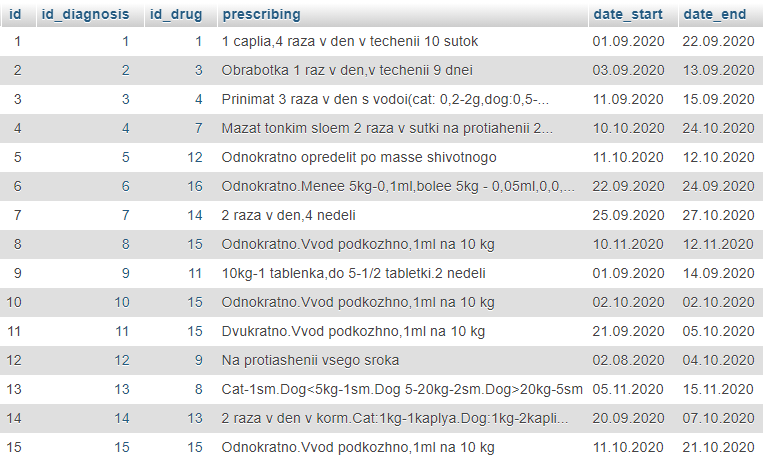 id id_diagnosis id_drug prescribing date_start date_end
1 1 1 1 caplia,4 raza v den v techenii 10 sutok 01.09.2020 22.09.2020
2 2 3 Obrabotka 1 raz v den,v techenii 9 dnei 03.09.2020 13.09.2020
3 3 4 Prinimat 3 raza v den s vodoi(cat: 0,2-2g,dog:0,5-... 11.09.2020 15.09.2020
4 4 7 Mazat tonkim sloem 2 raza v sutki na protiahenii 2... 10.10.2020 24.10.2020
5 5 12 Odnokratno opredelit po masse shivotnogo 11.10.2020 12.10.2020
6 6 16 Odnokratno.Menee 5kg-0,1ml,bolee 5kg - 0,05ml,0,0,... 22.09.2020 24.09.2020
7 7 14 2 raza v den,4 nedeli 25.09.2020 27.10.2020
8 8 15 Odnokratno.Vvod podkozhno,1ml na 10 kg 10.11.2020 12.11.2020
9 9 11 10kg-1 tablenka,do 5-1/2 tabletki.2 nedeli 01.09.2020 14.09.2020
10 10 15 Odnokratno.Vvod podkozhno,1ml na 10 kg 02.10.2020 02.10.2020
11 11 15 Dvukratno.Vvod podkozhno,1ml na 10 kg 21.09.2020 05.10.2020
12 12 9 Na protiashenii vsego sroka 02.08.2020 04.10.2020
13 13 8 Cat-1sm.Dog<5kg-1sm.Dog 5-20kg-2sm.Dog>20kg-5sm 05.11.2020 15.11.2020
14 14 13 2 raza v den v korm.Cat:1kg-1kaplya.Dog:1kg-2kapli... 20.09.2020 07.10.2020
15 15 15 Odnokratno.Vvod podkozhno,1ml na 10 kg 11.10.2020 21.10.2020